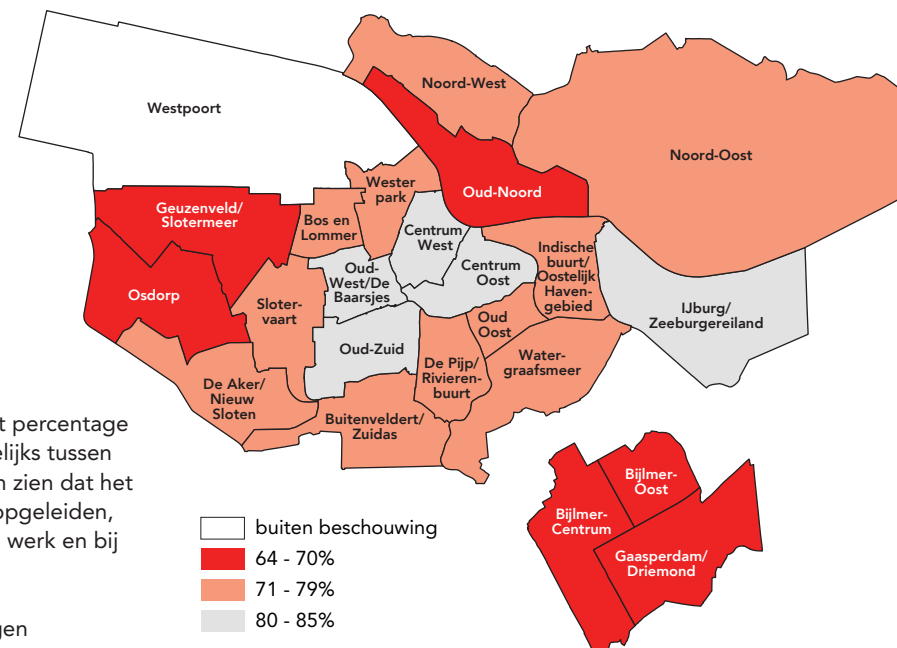 Westpoort
Noord-West
Noord-Oost
Oud-Noord
Wester
park
Geuzenveld/
Slotermeer
Bos en
Lommer
Centrum
West
Centrum
Oost
Indische
buurt/
Oostelijk
Haven-
gebied
Oud-
West/De
Baarsjes
Osdorp
Sloter-
vaart
IJburg/
Zeeburgereiland
Oud
Oost
Oud-Zuid
Water-
graafsmeer
De Pijp/
Rivieren-
buurt
De Aker/
Nieuw
Sloten
Buitenveldert/
Zuidas
Bijlmer-
Oost
Bijlmer-
Centrum
Gaasperdam/
Driemond
t percentage
elijks tussen
n zien dat het
opgeleiden,
werk en bij
gen
buiten beschouwing
64 - 70%
71 - 79%
80 - 85%